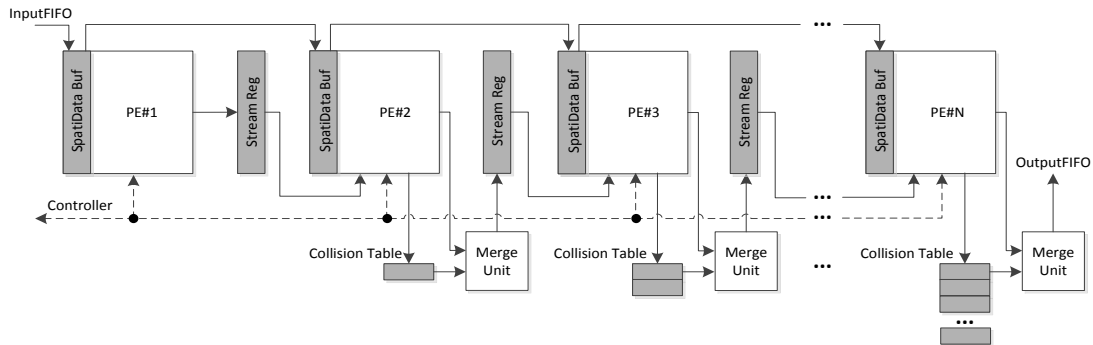 InputFIFO
...
SpatiData Buf
PE#1
Stream Reg
SpatiData Buf
PE#2
Stream Reg
SpatiData Buf
PE#3
Stream Reg
SpatiData Buf
PE#N
OutputFIFO
...
Controller
...
Collision Table
Merge
Unit
Collision Table
Merge
Unit
...
Collision Table
Merge
Unit
...